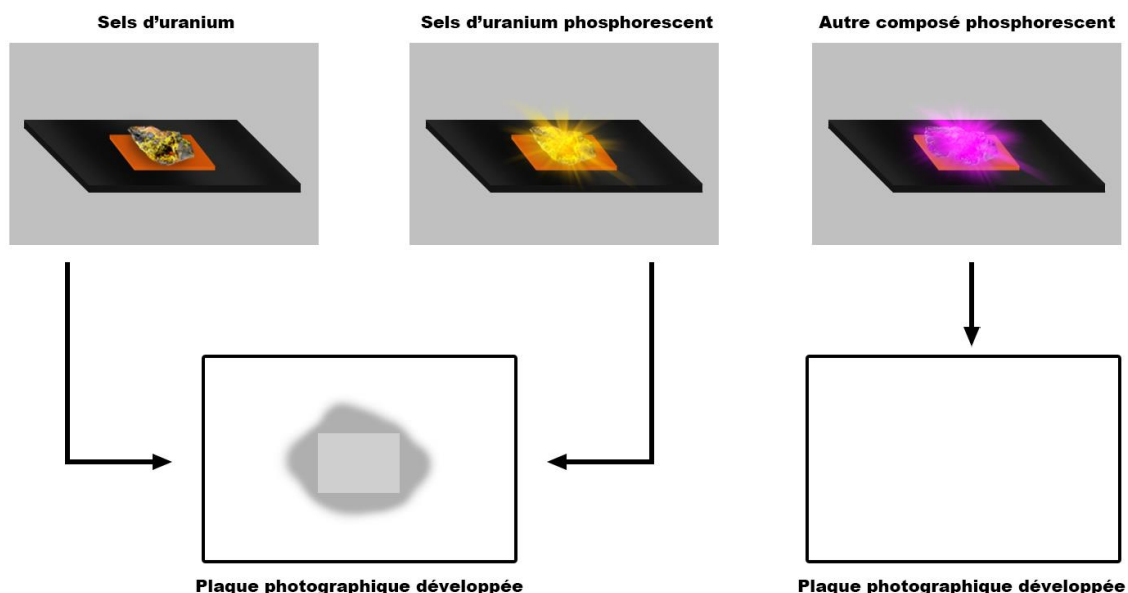 Sels d'uranium
Sels d'uranium phosphorescent
Autre composé phosphorescent
Plaque photographique développée
Plaque photographique développée